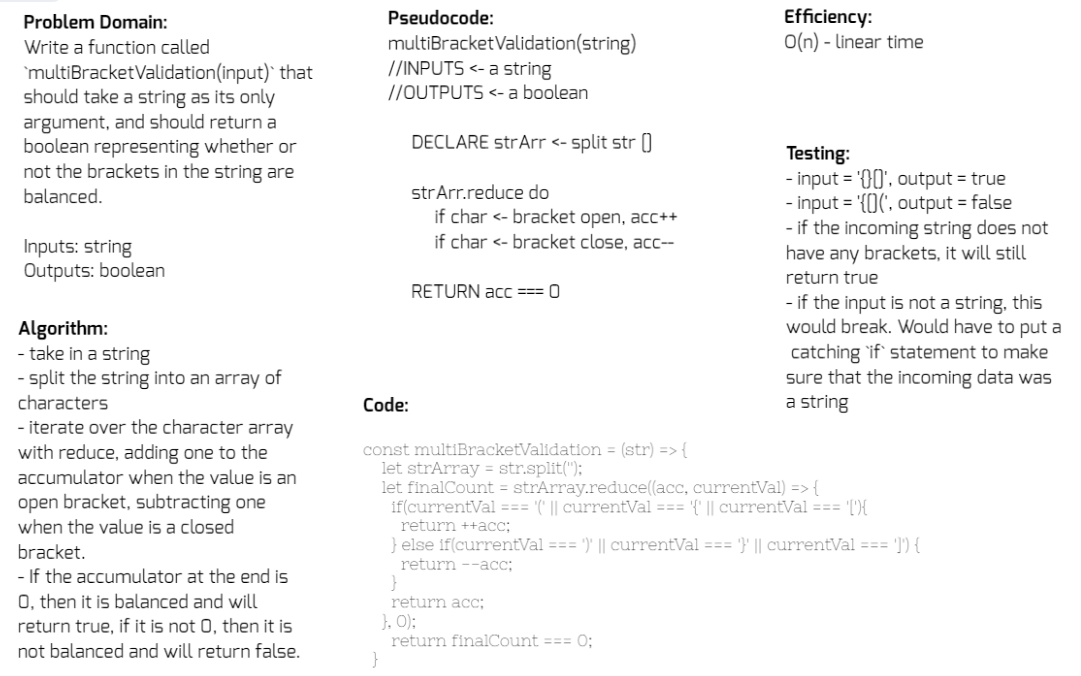 Problem Domain:
Write a function called
`multiBracketValidation(input)` that
should take a string as its only
argument, and should return a
boolean representing whether or
not the brackets in the string are
balanced.
Inputs: string
Outputs: boolean
Algorithm:
- take in a string
- split the string into an array of
characters
- iterate over the character array
with reduce, adding one to the
accumulator when the value is an
open bracket, subtracting one
when the value is a closed
bracket.
- If the accumulator at the end is
0, then it is balanced and will
return true, if it is not 0, then it is
not balanced and will return false.
Pseudocode:
multiBracketValidation(string)
//INPUTS <- a string
//OUTPUTS <- a boolean
DECLARE strArr <- split str []
strArr.reduce do
if char <- bracket open, acc++
if char <- bracket close, acc--
RETURN acc === 0
Code:
const multiBracketValidation = (str) => {
let strArray = str.split('');
let finalCount = strArray.reduce((acc, currentVal) => {
if(currentVal === '(' || currentVal === '{' || currentVal === '['){
return ++acc;
} else if(currentVal === ')' || currentVal === '}' || currentVal === ']') {
return --acc;
}
return acc;
}, 0);
return finalCount === 0;
}
Efficiency:
O(n) - linear time
Testing:
- input = '{}[]', output = true
- input = '{[](', output = false
- if the incoming string does not
have any brackets, it will still
return true
- if the input is not a string, this
would break. Would have to put a
catching `if` statement to make
sure that the incoming data was
a string